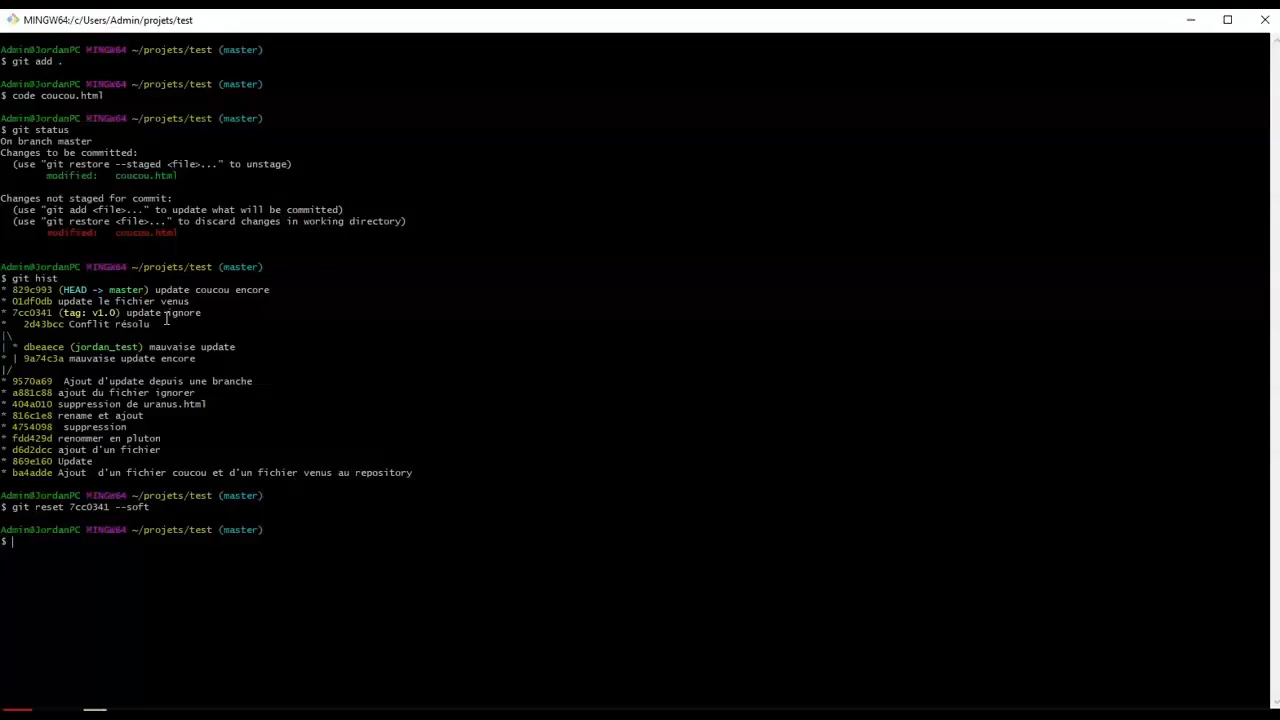 MINGW64:/c/Users/Admin/projets/test
Admin@JordanPC MINGW64 ~/projets/test (master)
$ git add .
Admin@JordanPC MINGW64 ~/projets/test (master)
$ code coucou.html
Admin@JordanPC MINGW64 ~/projets/test (master)
$ git status
On branch master
Changes to be committed:
(use "git restore --staged <file>..." to unstage)
modified: coucou.html
Changes not staged for commit:
(use "git add <file>..." to update what will be committed)
(use "git restore <file>..." to discard changes in working directory)
modified: coucou.html
Admin@JordanPC MINGW64 ~/projets/test (master)
$ git hist
* 829c993 (HEAD -> master) update coucou encore
* 01df0db update le fichier venus
* 7cc0341 (tag: v1.0) update ignore
* 2d43bcc Conflit résolu
|\
| * dbeaece (jordan_test) mauvaise update
* | 9a74c3a mauvaise update encore
|/
* 9570a69 Ajout d'update depuis une branche
* a881c88 ajout du fichier ignorer
* 404a010 suppression de uranus.html
* 816c1e8 rename et ajout
* 4754098 suppression
* fdd429d renommer en pluton
* d6d2dcc ajout d'un fichier
* 869e160 Update
* ba4adde Ajout d'un fichier coucou et d'un fichier venus au repository
Admin@JordanPC MINGW64 ~/projets/test (master)
$ git reset 7cc0341 --soft
Admin@JordanPC MINGW64 ~/projets/test (master)
$